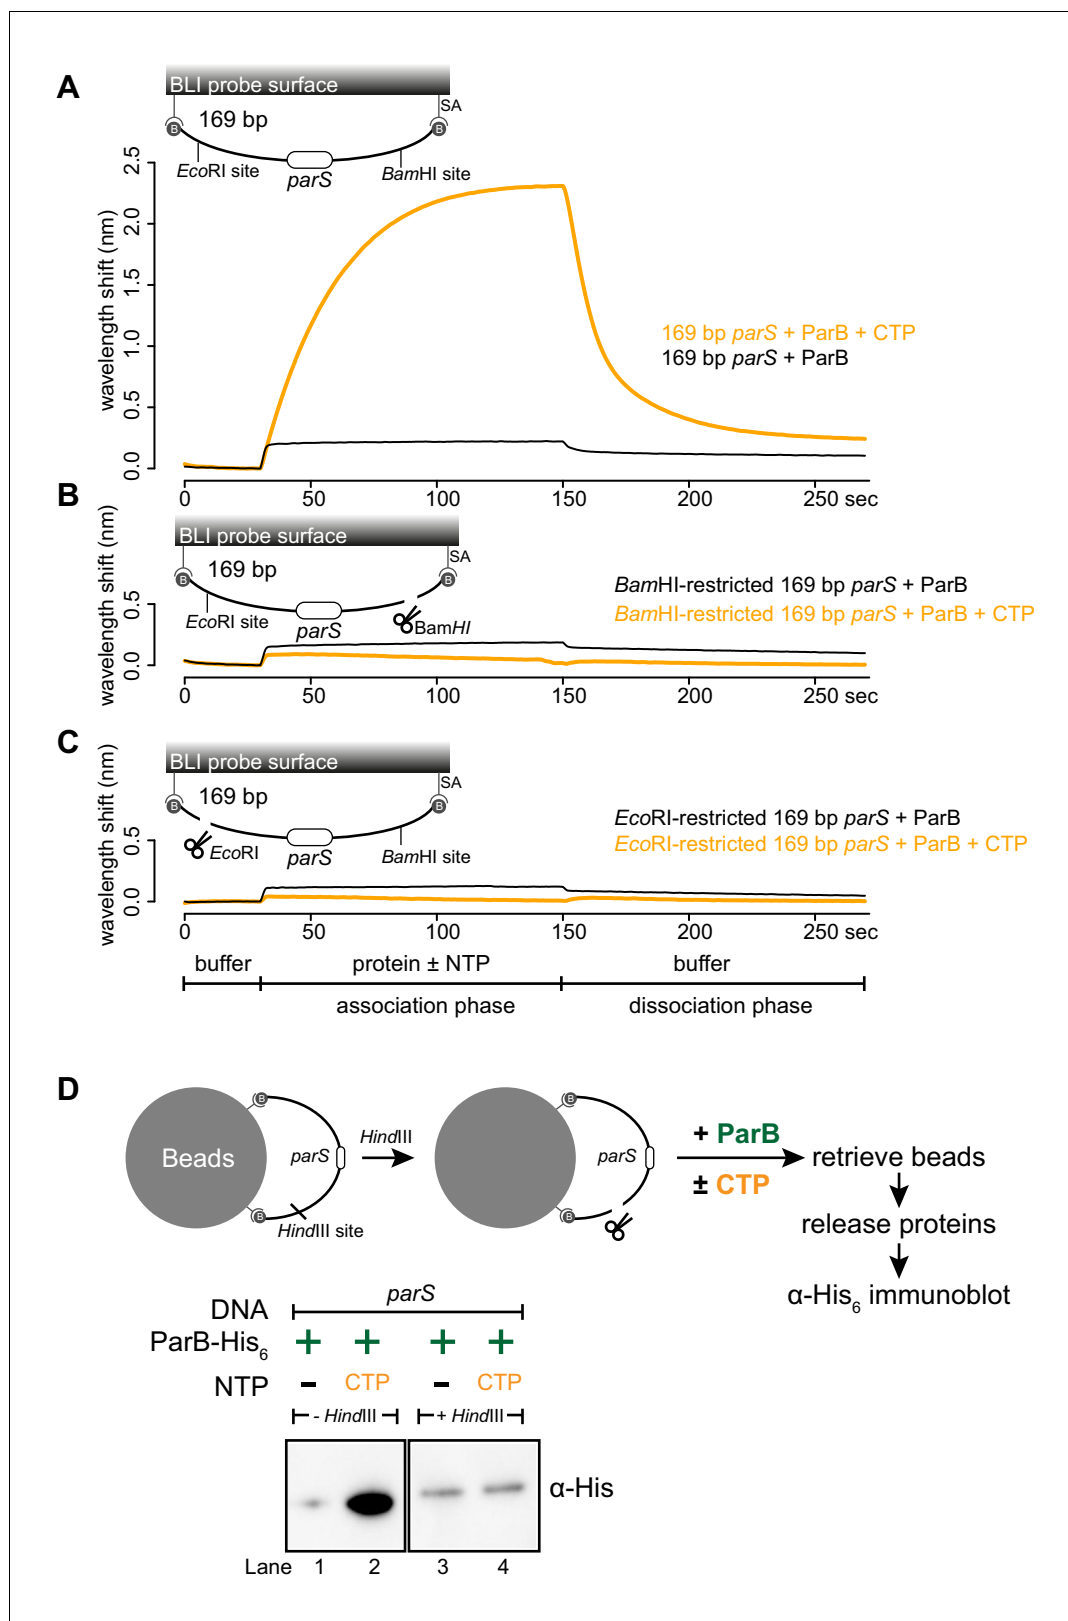 A
BLI probe surface
SA
B
B
169 bp
EcoRI site
parS
BamHI site
wavelength shift (nm)
2.5
2.0
1.5
1.0
0.5
0.0
169 bp parS + ParB + CTP
169 bp parS + ParB
0
50
100
150
200
250 sec
B
BLI probe surface
SA
B
B
169 bp
EcoRI site
parS
BamHI
wavelength shift (nm)
0.5
0.0
BamHI-restricted 169 bp parS + ParB
BamHI-restricted 169 bp parS + ParB + CTP
0
50
100
150
200
250 sec
C
BLI probe surface
SA
B
B
169 bp
EcoRI
parS
BamHI site
wavelength shift (nm)
0.5
0.0
EcoRI-restricted 169 bp parS + ParB
EcoRI-restricted 169 bp parS + ParB + CTP
0
50
100
150
200
250 sec
buffer
protein ± NTP
buffer
association phase
dissociation phase
D
B
B
Beads
parS
HindIII site
HindIII
B
B
parS
+ ParB
± CTP
retrieve beads
release proteins
α-His6 immunoblot
DNA
parS
ParB-His6
+
+
+
+
NTP
-
CTP
-
CTP
- HindIII
+ HindIII
α-His
Lane
1
2
3
4